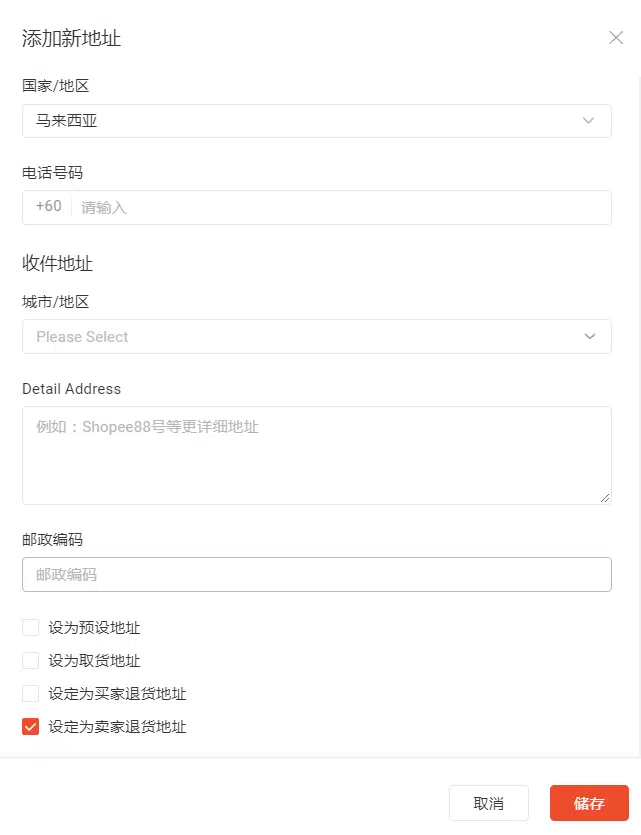 添加新地址
国家/地区
马来西亚
电话号码
+60 请输入
收件地址
城市/地区
Please Select
Detail Address
例如：Shopee88号等更详细地址
邮政编码
邮政编码
设为预设地址
设为取货地址
设定为买家退货地址
设定为卖家退货地址
取消 储存